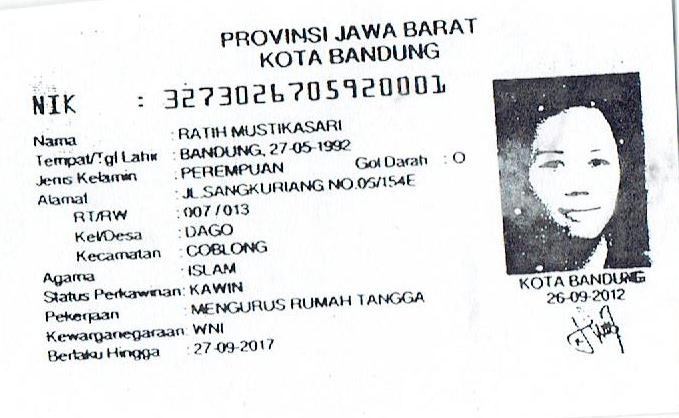 PROVINSI JAWA BARAT
KOTA BANDUNG
NIK : 3273026705920001
Nama : RATIH MUSTIKASARI
Tempat/Tgl Lahir : BANDUNG, 27-05-1992
Jenis Kelamin : PEREMPUAN Gol Darah : O
Alamat : JL.SANGKURIANG NO.05/154E
RT/RW : 007 / 013
Kel/Desa : DAGO
Kecamatan : COBLONG
Agama : ISLAM
Status Perkawinan: KAWIN
Pekerjaan : MENGURUS RUMAH TANGGA
Kewarganegaraan: WNI
Berlaku Hingga : 27-09-2017
KOTA BANDUNG
26-09-2012